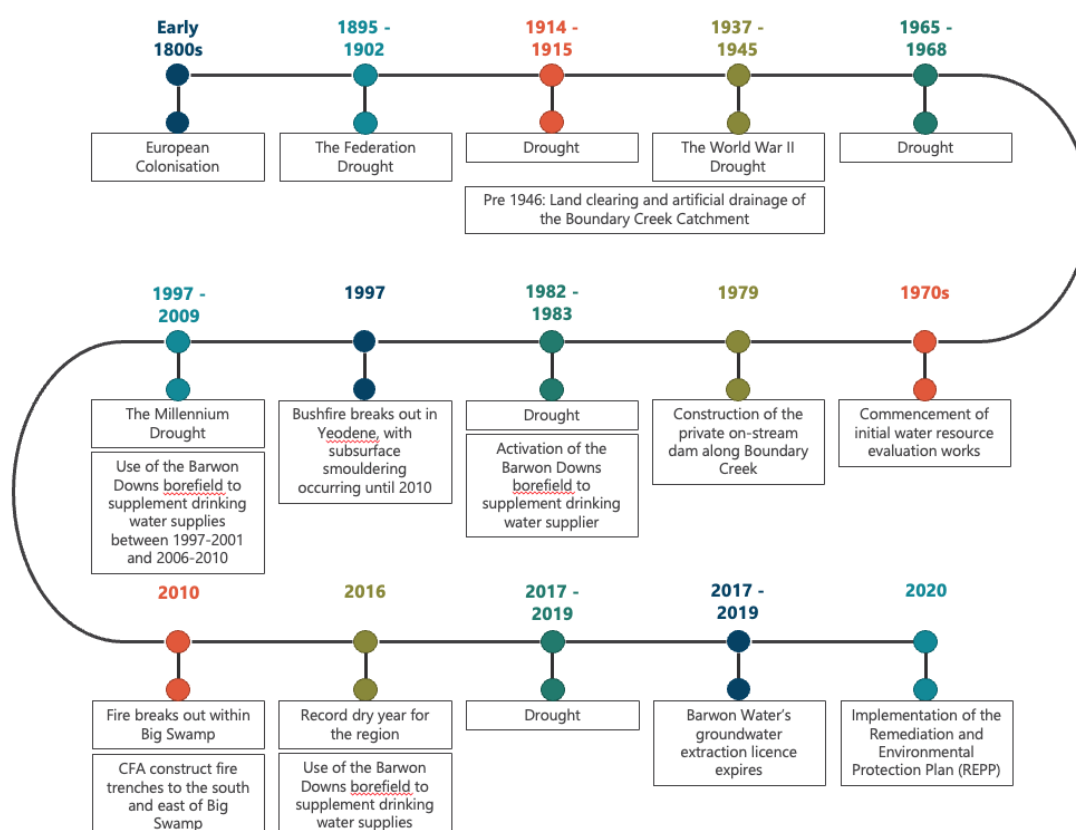 Early
1800s
1895 -
1902
1914 -
1915
1937 -
1945
1965 -
1968
European
Colonisation
The Federation
Drought
Drought
The World War II
Drought
Drought
Pre 1946: Land clearing and artificial drainage of
the Boundary Creek Catchment
1997 -
2009
1997
1982 -
1983
1979
1970s
The Millennium
Drought
Use of the Barwon
Downs borefield to
supplement drinking
water supplies
between 1997-2001
and 2006-2010
Bushfire breaks out in
Yeodene, with
subsurface
smouldering
occurring until 2010
Drought
Activation of the
Barwon Downs
borefield to
supplement drinking
water supplier
Construction of the
private on-stream
dam along Boundary
Creek
Commencement of
initial water resource
evaluation works
2010
2016
2017 -
2019
2017 -
2019
2020
Fire breaks out within
Big Swamp
CFA construct fire
trenches to the south
and east of Big
Swamp
Record dry year for
the region
Use of the Barwon
Downs borefield to
supplement drinking
water supplies
Drought
Barwon Water's
groundwater
extraction licence
expires
Implementation of the
Remediation and
Environmental
Protection Plan (REPP)